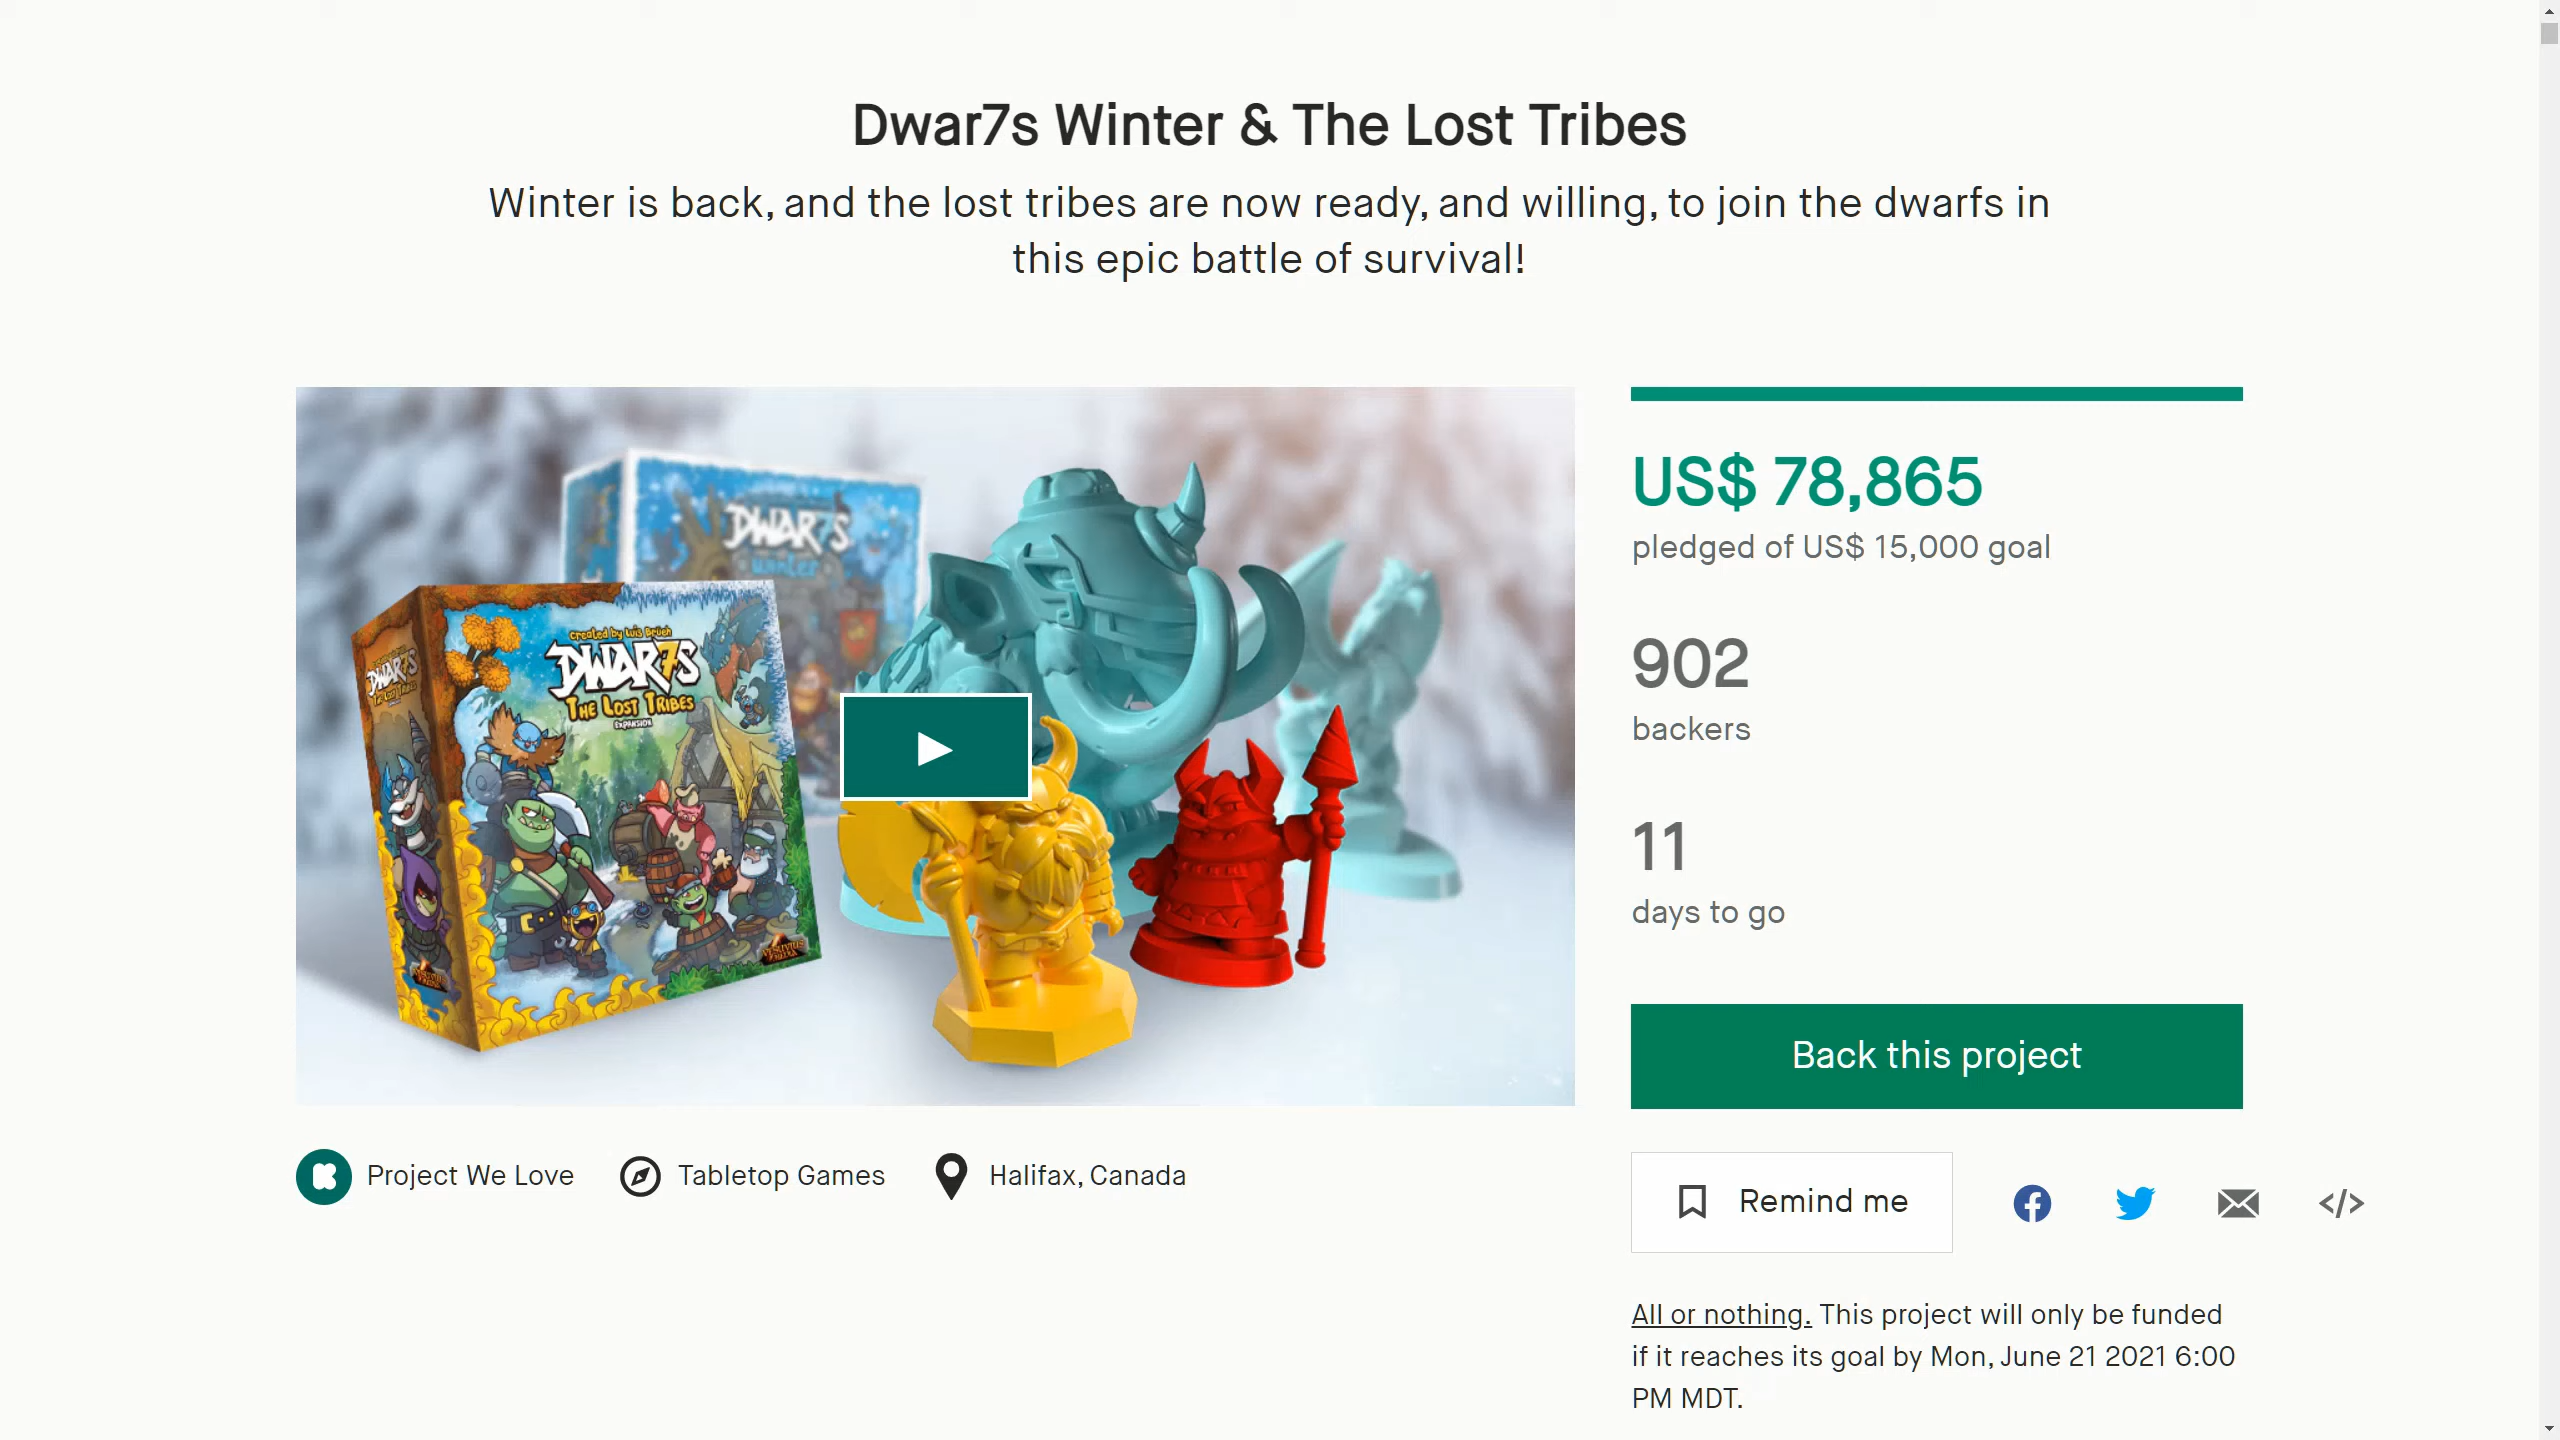 Dwar7s Winter & The Lost Tribes
Winter is back, and the lost tribes are now ready, and willing, to join the dwarfs in
this epic battle of survival!
DWAR7S
Winter
created by Luis Brüeh
DWAR7S
THE LOST TRIBES
EXPANSION
DWAR7S
US$ 78,865
pledged of US$ 15,000 goal
902
backers
11
days to go
Back this project
Project We Love
Tabletop Games
Halifax, Canada
Remind me
All or nothing. This project will only be funded
if it reaches its goal by Mon, June 21 2021 6:00
PM MDT.